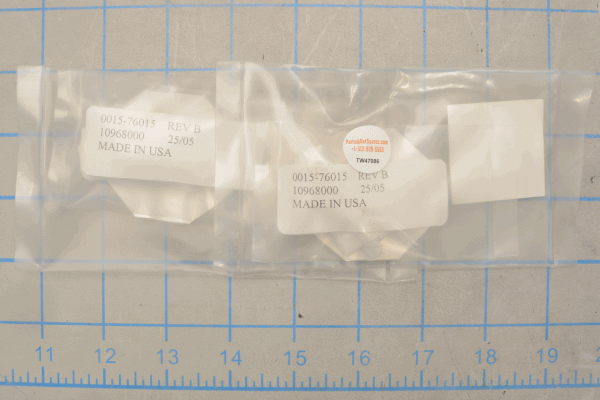 0015-76015 REV B
10968000 25/05
MADE IN USA
TW47096
0015-76015 REV B
10968000 25/05
MADE IN USA
11 12 13 14 15 16 17 18 19